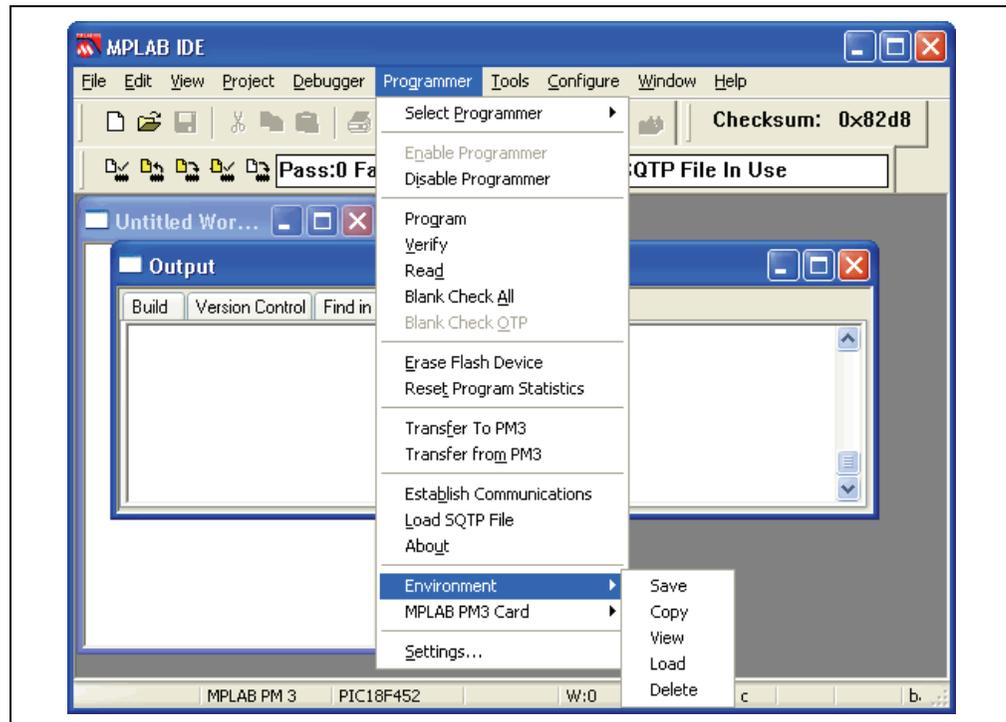 MPLAB IDE
File Edit View Project Debugger Programmer Tools Configure Window Help
Checksum: 0x82d8
Pass:0 Fa
SQTP File In Use
Untitled Wor...
Output
Build Version Control Find in
Select Programmer
Enable Programmer
Disable Programmer
Program
Verify
Read
Blank Check All
Blank Check OTP
Erase Flash Device
Reset Program Statistics
Transfer To PM3
Transfer from PM3
Establish Communications
Load SQTP File
About
Environment
MPLAB PM3 Card
Settings...
Save
Copy
View
Load
Delete
MPLAB PM 3 PIC18F452 W:0 c b